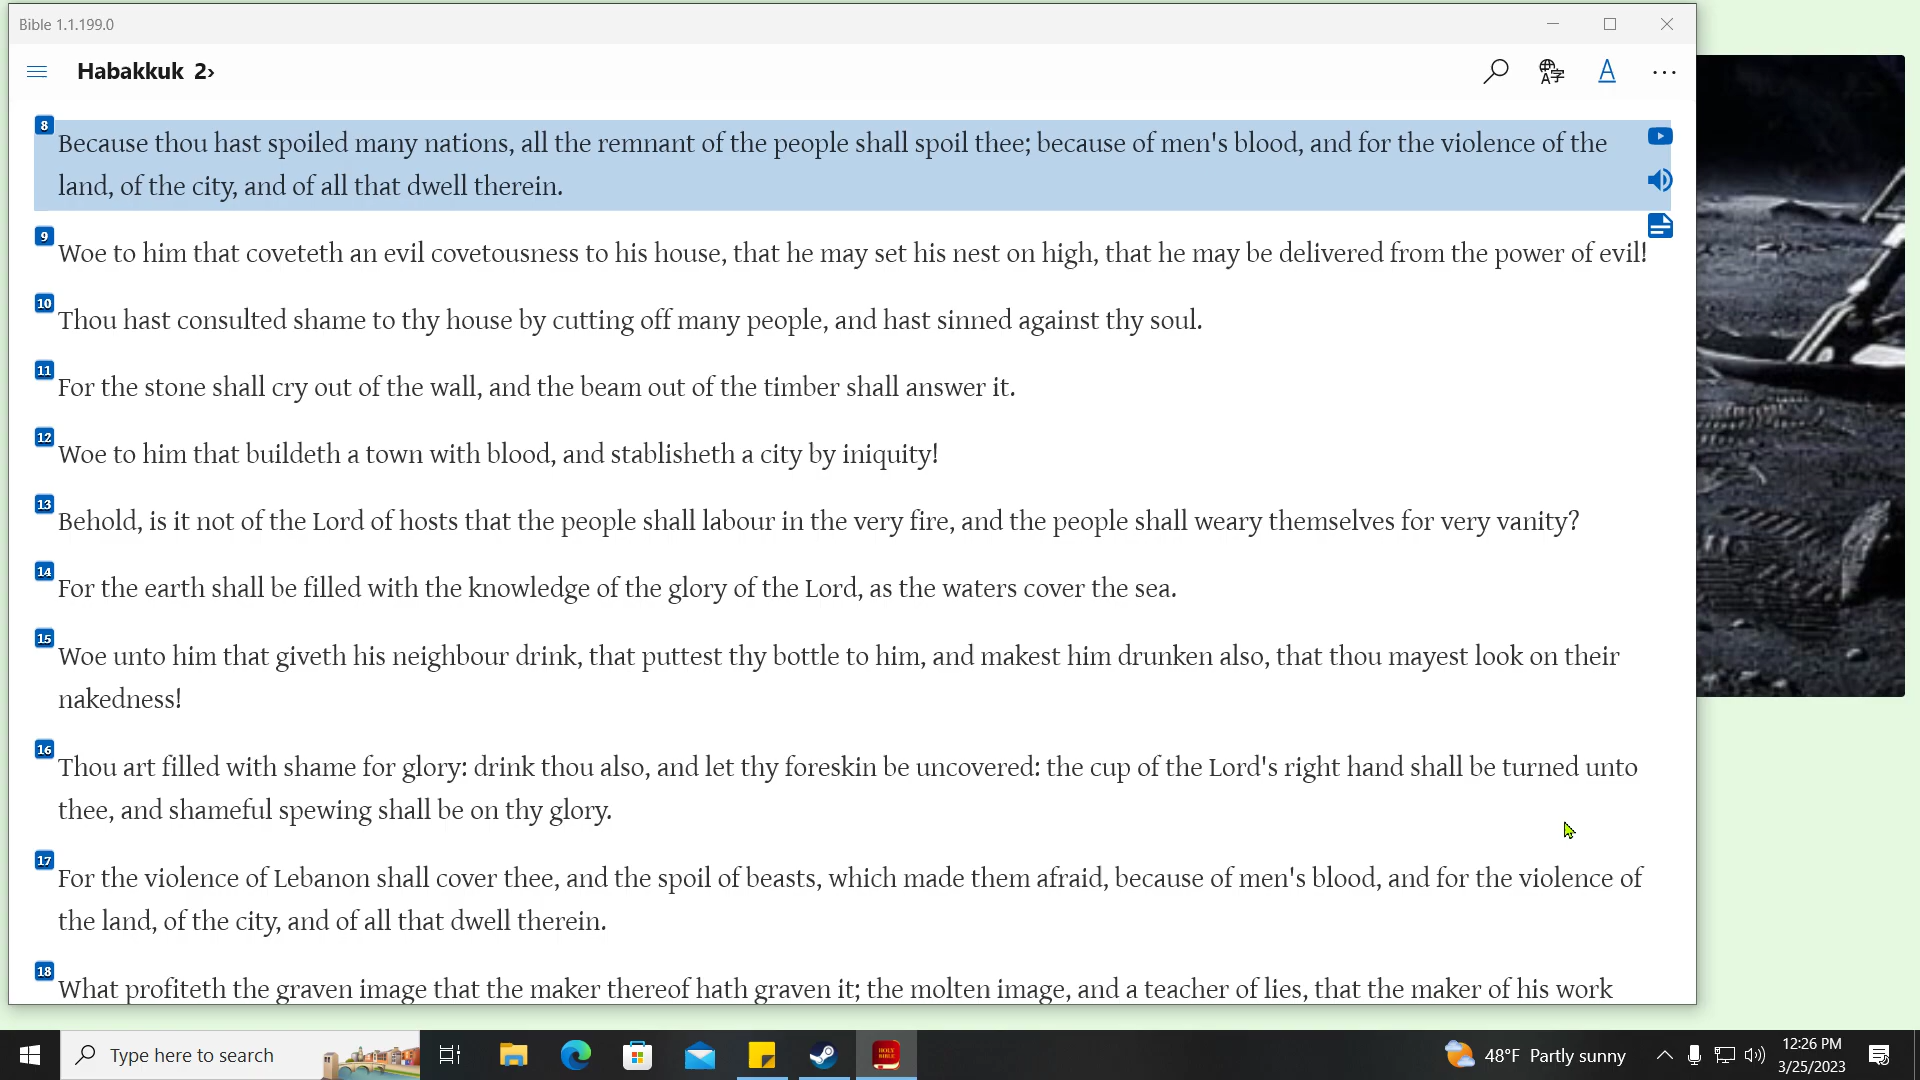 Bible 1.1.199.0
Habakkuk 2›
8
Because thou hast spoiled many nations, all the remnant of the people shall spoil thee; because of men's blood, and for the violence of the
land, of the city, and of all that dwell therein.
9
Woe to him that coveteth an evil covetousness to his house, that he may set his nest on high, that he may be delivered from the power of evil!
10
Thou hast consulted shame to thy house by cutting off many people, and hast sinned against thy soul.
11
For the stone shall cry out of the wall, and the beam out of the timber shall answer it.
12
Woe to him that buildeth a town with blood, and stablisheth a city by iniquity!
13
Behold, is it not of the Lord of hosts that the people shall labour in the very fire, and the people shall weary themselves for very vanity?
14
For the earth shall be filled with the knowledge of the glory of the Lord, as the waters cover the sea.
15
Woe unto him that giveth his neighbour drink, that puttest thy bottle to him, and makest him drunken also, that thou mayest look on their
nakedness!
16
Thou art filled with shame for glory: drink thou also, and let thy foreskin be uncovered: the cup of the Lord's right hand shall be turned unto
thee, and shameful spewing shall be on thy glory.
17
For the violence of Lebanon shall cover thee, and the spoil of beasts, which made them afraid, because of men's blood, and for the violence of
the land, of the city, and of all that dwell therein.
18
What profiteth the graven image that the maker thereof hath graven it; the molten image, and a teacher of lies, that the maker of his work
Type here to search
HOLY
BIBLE
48°F Partly sunny
12:26 PM
3/25/2023